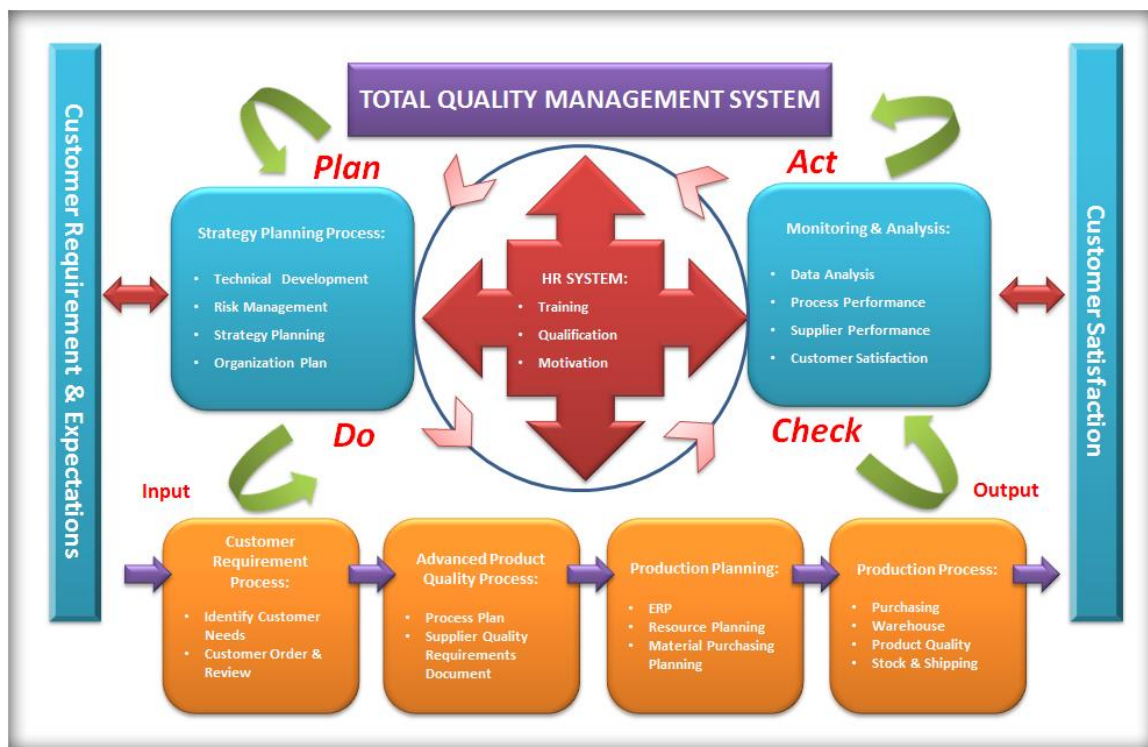 TOTAL QUALITY MANAGEMENT SYSTEM
Customer Requirement & Expectations
Plan
Act
Strategy Planning Process:
• Technical Development
• Risk Management
• Strategy Planning
• Organization Plan
HR SYSTEM:
• Training
• Qualification
• Motivation
Monitoring & Analysis:
• Data Analysis
• Process Performance
• Supplier Performance
• Customer Satisfaction
Customer Satisfaction
Do
Check
Input
Output
Customer
Requirement
Process:
• Identify Customer
Needs
• Customer Order &
Review
Advanced Product
Quality Process:
• Process Plan
• Supplier Quality
Requirements
Document
Production Planning:
• ERP
• Resource Planning
• Material Purchasing
Planning
Production Process:
• Purchasing
• Warehouse
• Product Quality
• Stock & Shipping